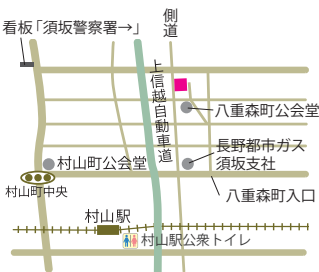 看板「須坂警察署→」
側道
上信越自動車道
八重森町公会堂
長野都市ガス
須坂支社
村山町公会堂
村山町中央
八重森町入口
村山駅
村山駅公衆トイレ